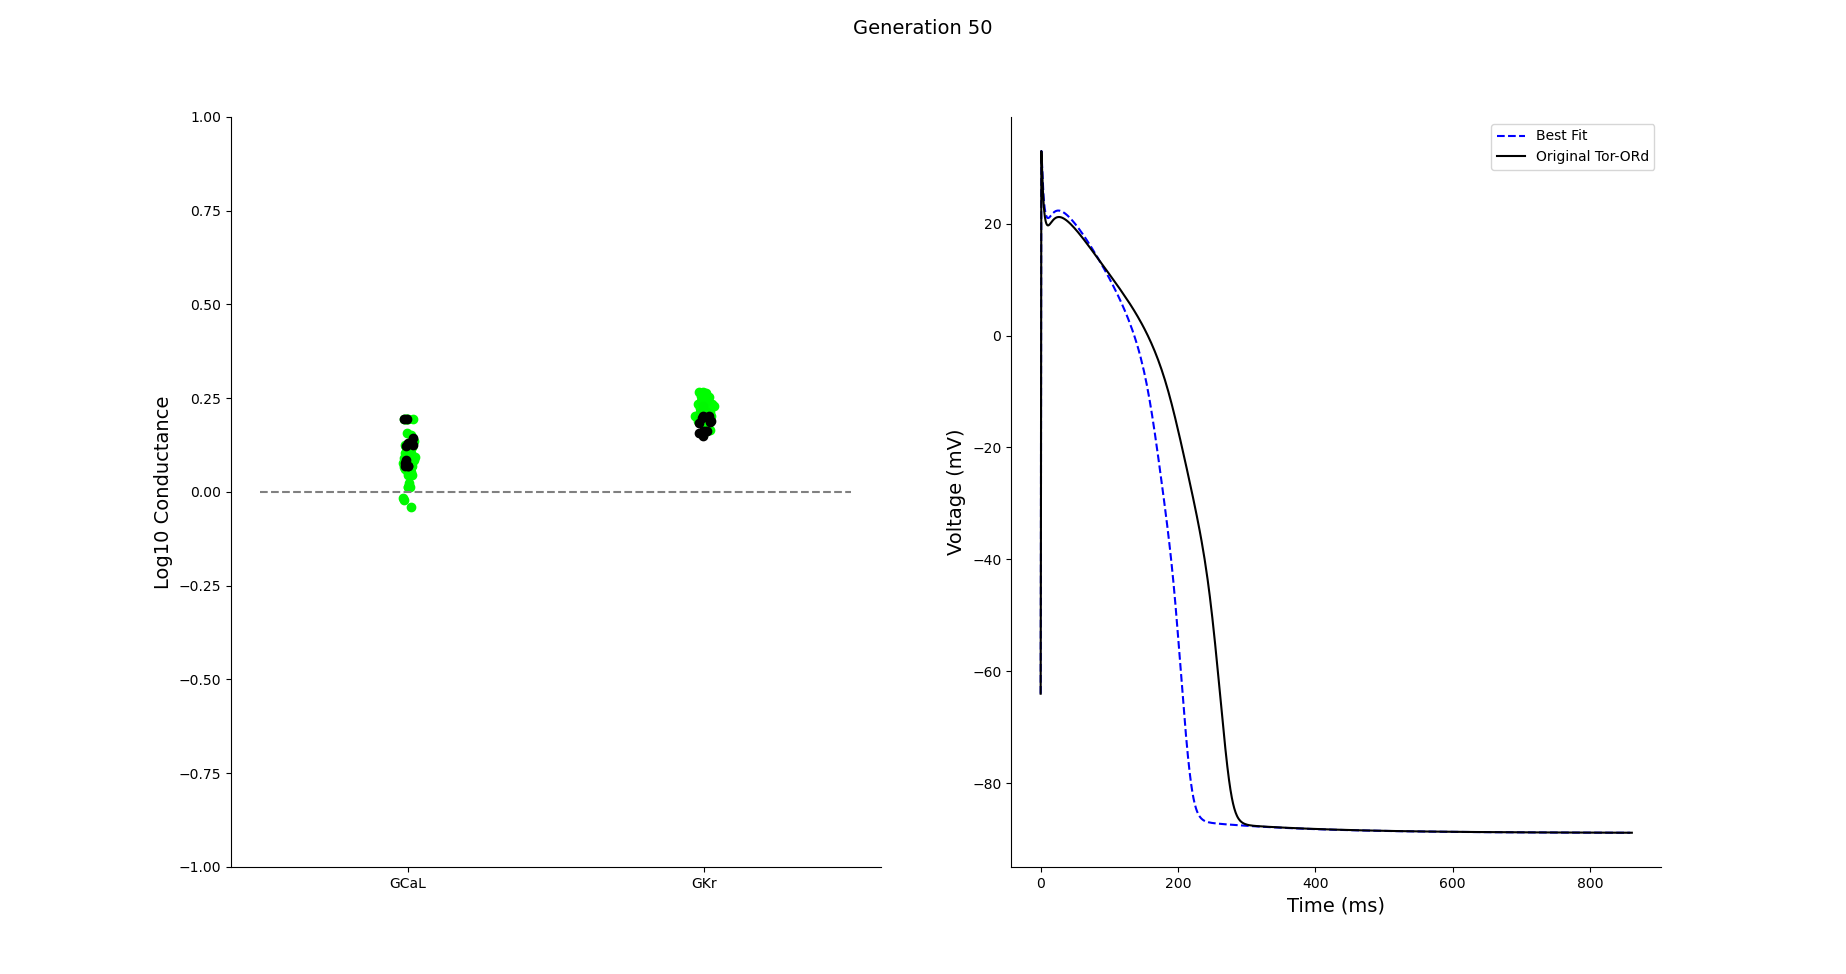 Generation 50
1.00
0.75
0.50
0.25
0.00
−0.25
−0.50
−0.75
−1.00
Log10 Conductance
GCaL
GKr
Best Fit
Original Tor-ORd
20
0
−20
−40
−60
−80
Voltage (mV)
0
200
400
600
800
Time (ms)